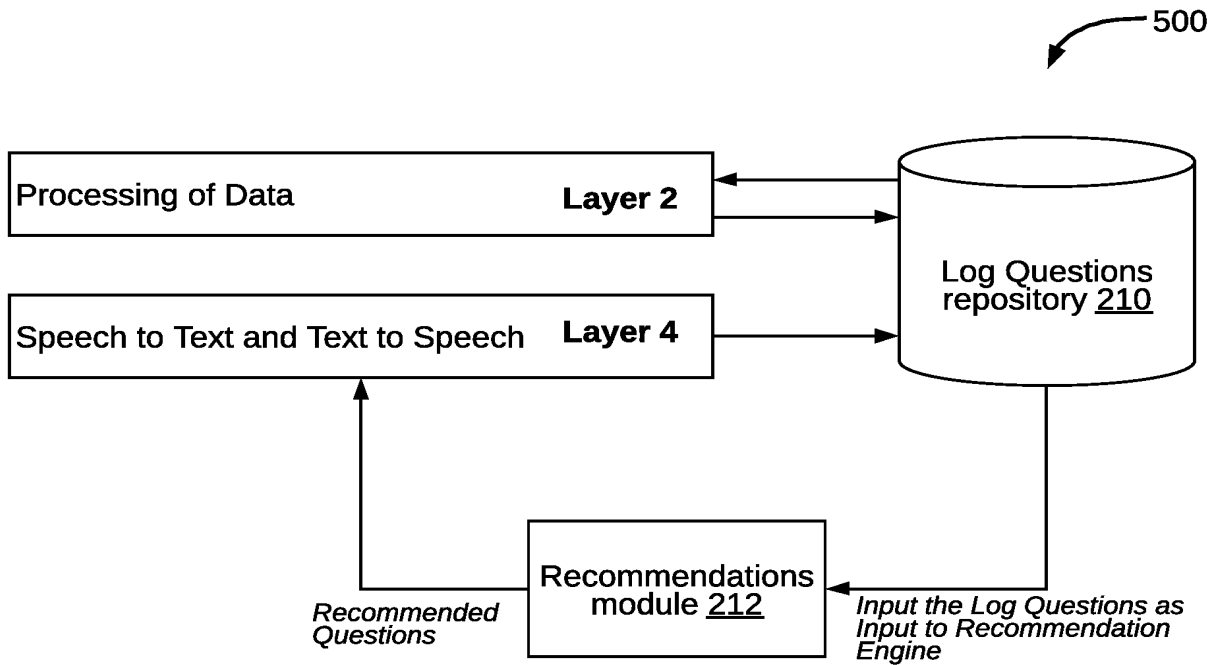 500
Processing of Data
Layer 2
Log Questions
repository 210
Speech to Text and Text to Speech
Layer 4
Recommendations
module 212
Recommended
Questions
Input the Log Questions as
Input to Recommendation
Engine